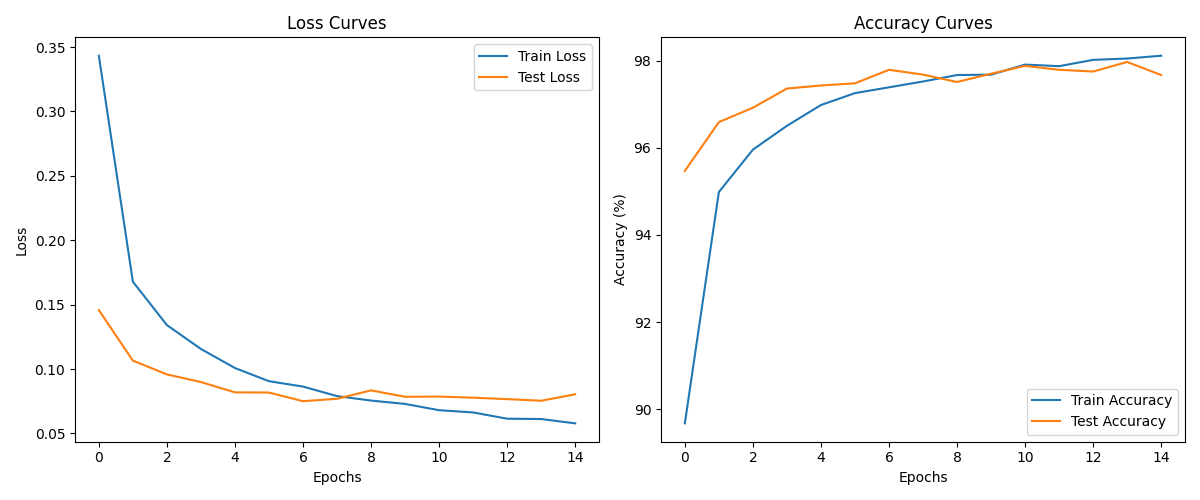 Loss Curves
0.35
0.30
0.25
0.20
0.15
0.10
0.05
Loss
0 2 4 6 8 10 12 14
Epochs
Train Loss
Test Loss
Accuracy Curves
98
96
94
92
90
Accuracy (%)
0 2 4 6 8 10 12 14
Epochs
Train Accuracy
Test Accuracy